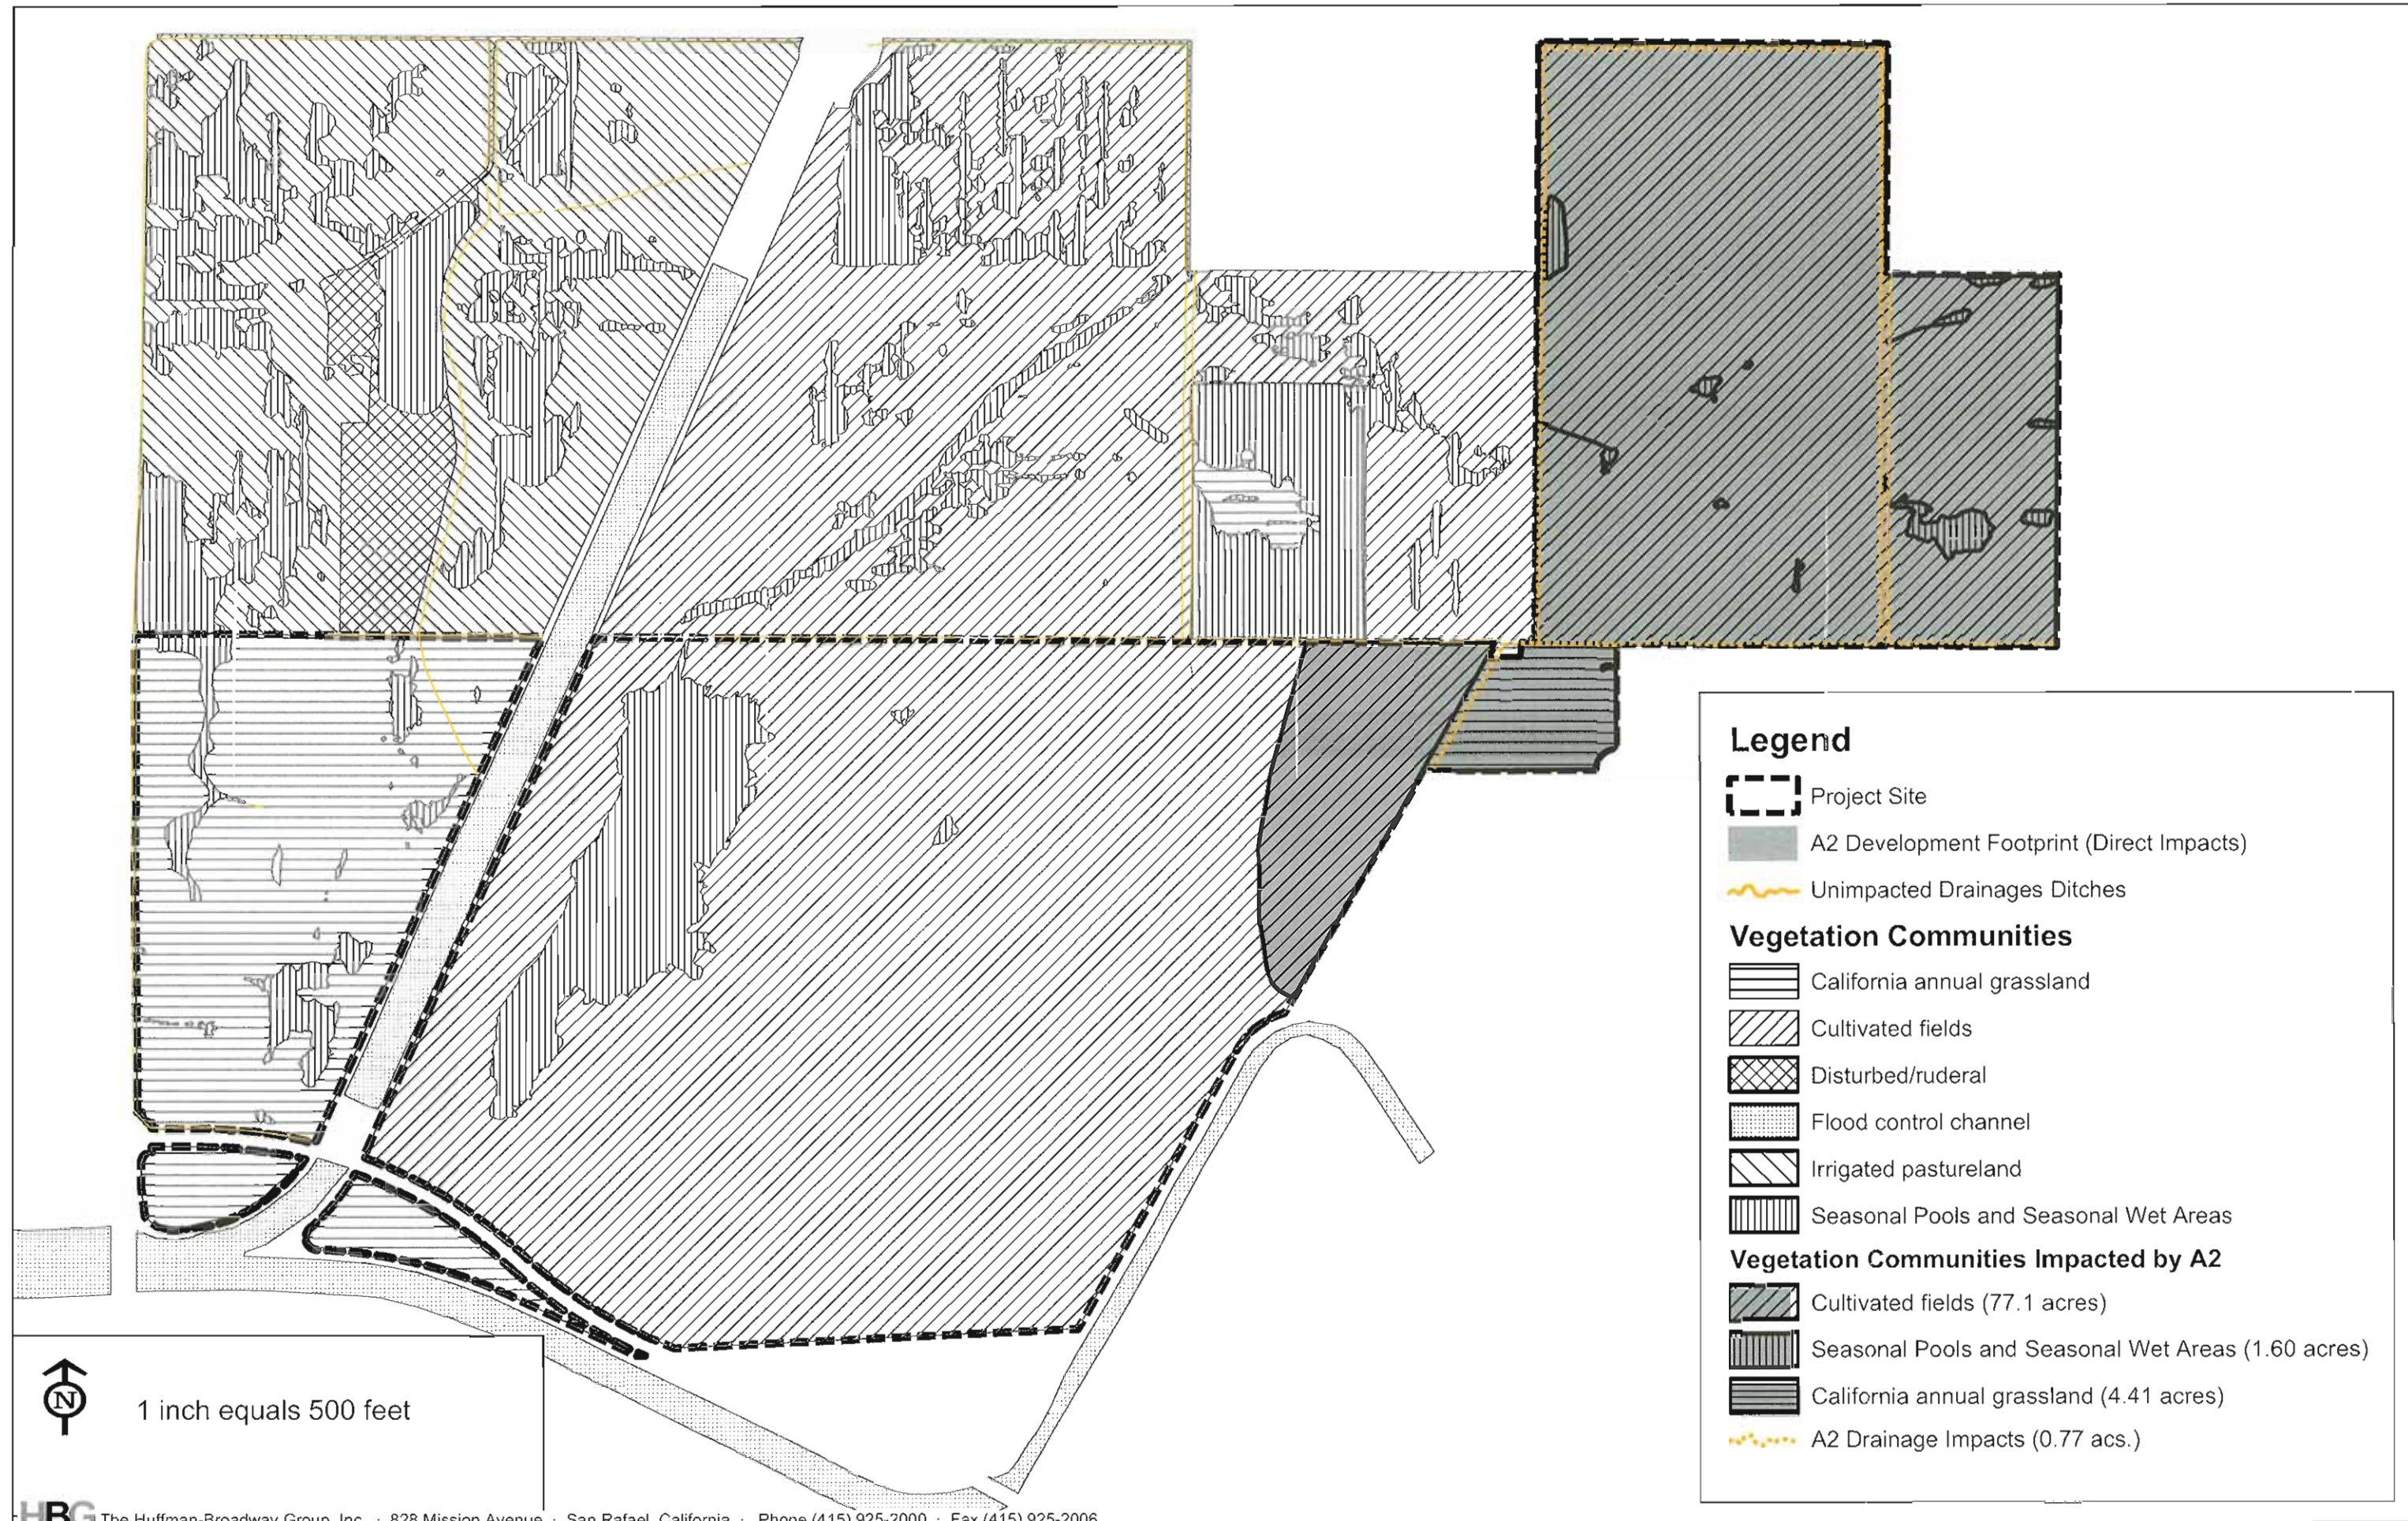 Legend
Project Site
A2 Development Footprint (Direct Impacts)
Unimpacted Drainages Ditches
Vegetation Communities
California annual grassland
Cultivated fields
Disturbed/ruderal
Flood control channel
Irrigated pastureland
Seasonal Pools and Seasonal Wet Areas
Vegetation Communities Impacted by A2
Cultivated fields (77.1 acres)
Seasonal Pools and Seasonal Wet Areas (1.60 acres)
California annual grassland (4.41 acres)
A2 Drainage Impacts (0.77 acs.)
N
1 inch equals 500 feet
HBG The Huffman-Broadway Group, Inc. · 828 Mission Avenue · San Rafael, California · Phone (415) 925-2000 · Fax (415) 925-2006